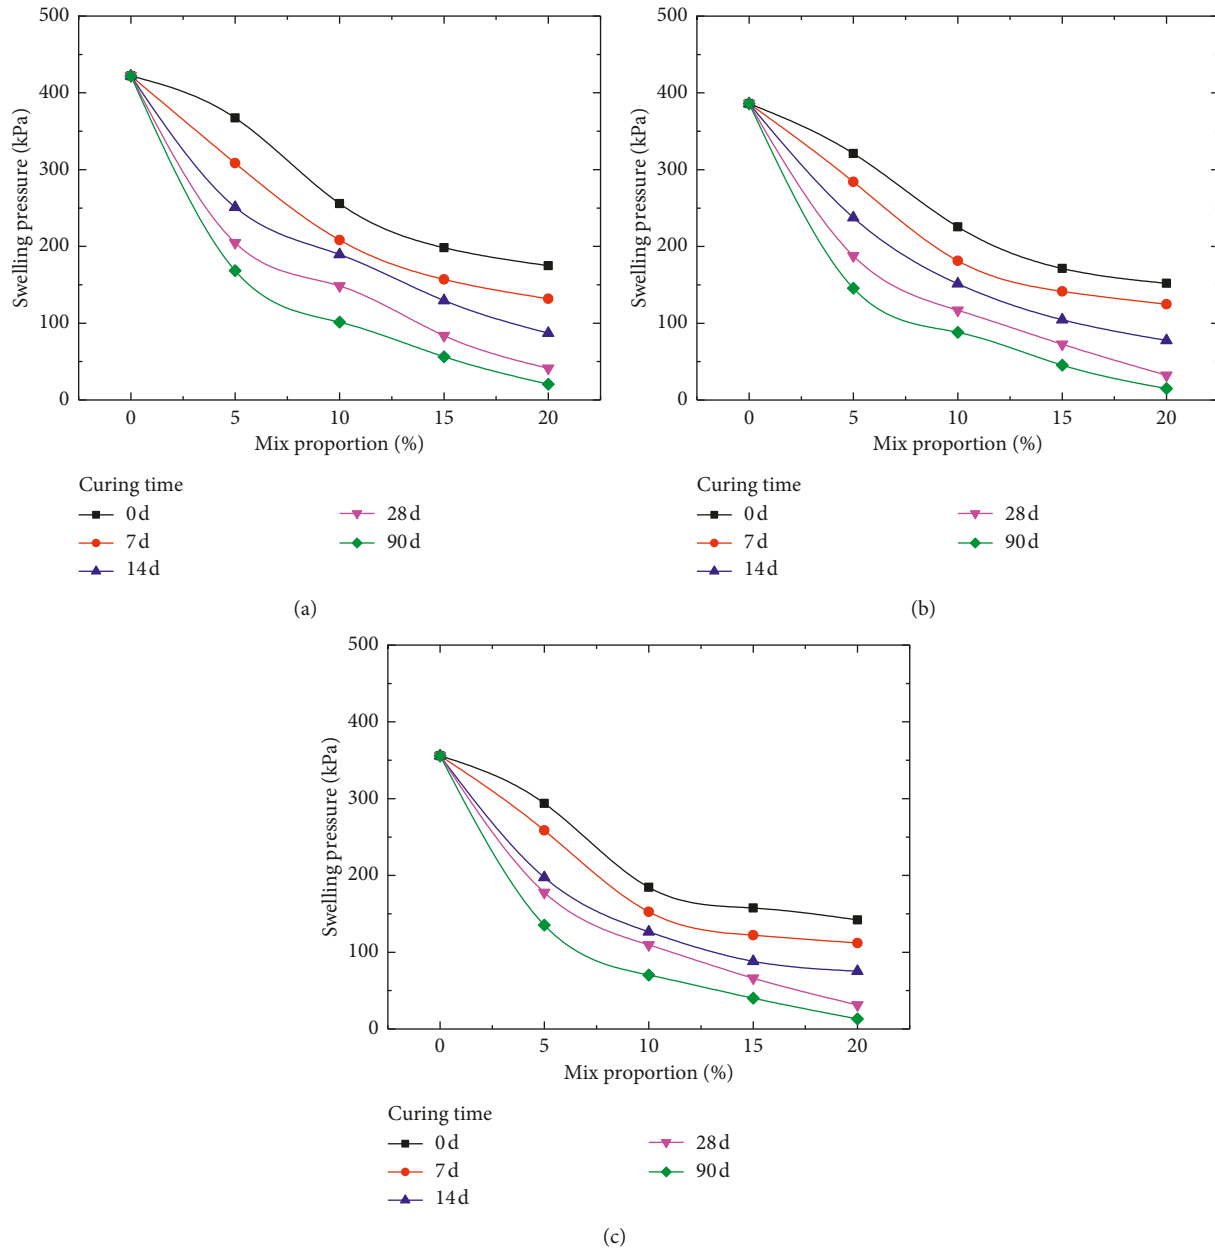 500
400
300
200
100
0
Swelling pressure (kPa)
0 5 10 15 20
Mix proportion (%)
Curing time
0 d
7 d
14 d
28 d
90 d
(a)
500
400
300
200
100
0
Swelling pressure (kPa)
0 5 10 15 20
Mix proportion (%)
Curing time
0 d
7 d
14 d
28 d
90 d
(b)
500
400
300
200
100
0
Swelling pressure (kPa)
0 5 10 15 20
Mix proportion (%)
Curing time
0 d
7 d
14 d
28 d
90 d
(c)